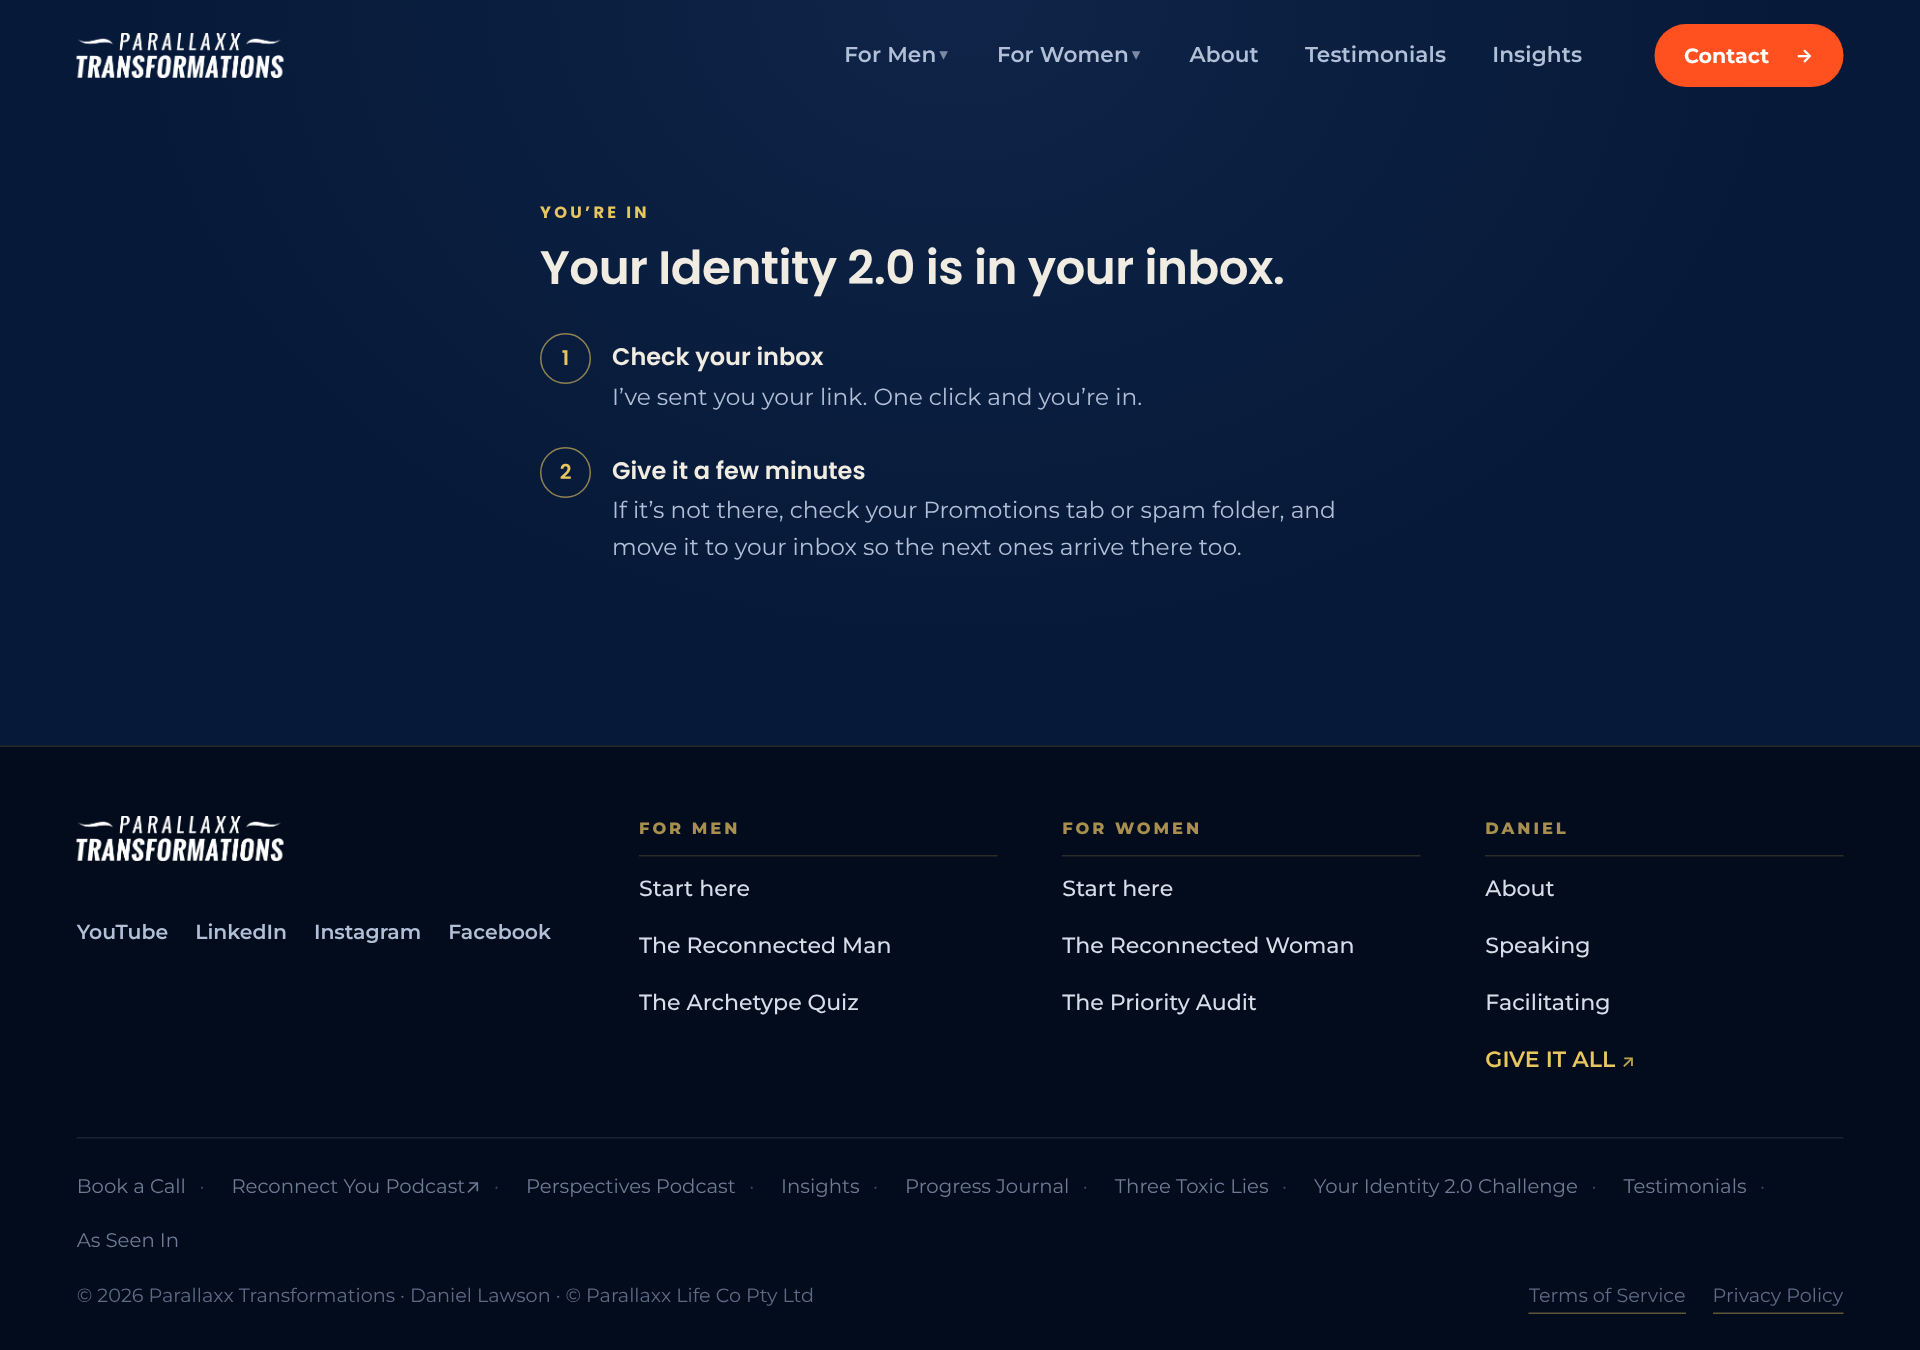 PARALLAXX
TRANSFORMATIONS
For Men▾ For Women▾ About Testimonials Insights Contact →
YOU’RE IN
Your Identity 2.0 is in your inbox.
1 Check your inbox
I’ve sent you your link. One click and you’re in.
2 Give it a few minutes
If it’s not there, check your Promotions tab or spam folder, and
move it to your inbox so the next ones arrive there too.
PARALLAXX
TRANSFORMATIONS
YouTube LinkedIn Instagram Facebook
FOR MEN
Start here
The Reconnected Man
The Archetype Quiz
FOR WOMEN
Start here
The Reconnected Woman
The Priority Audit
DANIEL
About
Speaking
Facilitating
GIVE IT ALL ↗
Book a Call · Reconnect You Podcast↗ · Perspectives Podcast · Insights · Progress Journal · Three Toxic Lies · Your Identity 2.0 Challenge · Testimonials ·
As Seen In
© 2026 Parallaxx Transformations · Daniel Lawson · © Parallaxx Life Co Pty Ltd
Terms of Service Privacy Policy